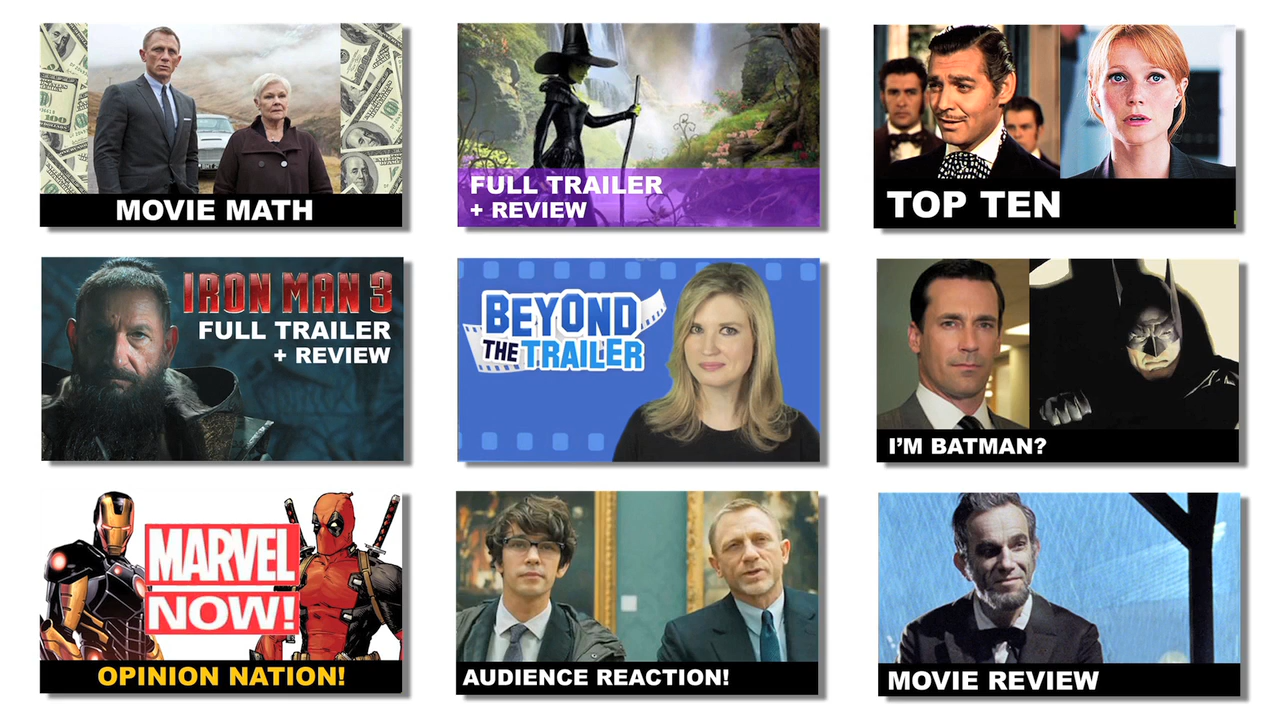 MOVIE MATH
FULL TRAILER
+ REVIEW
TOP TEN
IRON MAN 3
FULL TRAILER
+ REVIEW
BEYOND
THE TRAILER
I'M BATMAN?
MARVEL
NOW!
OPINION NATION!
AUDIENCE REACTION!
MOVIE REVIEW